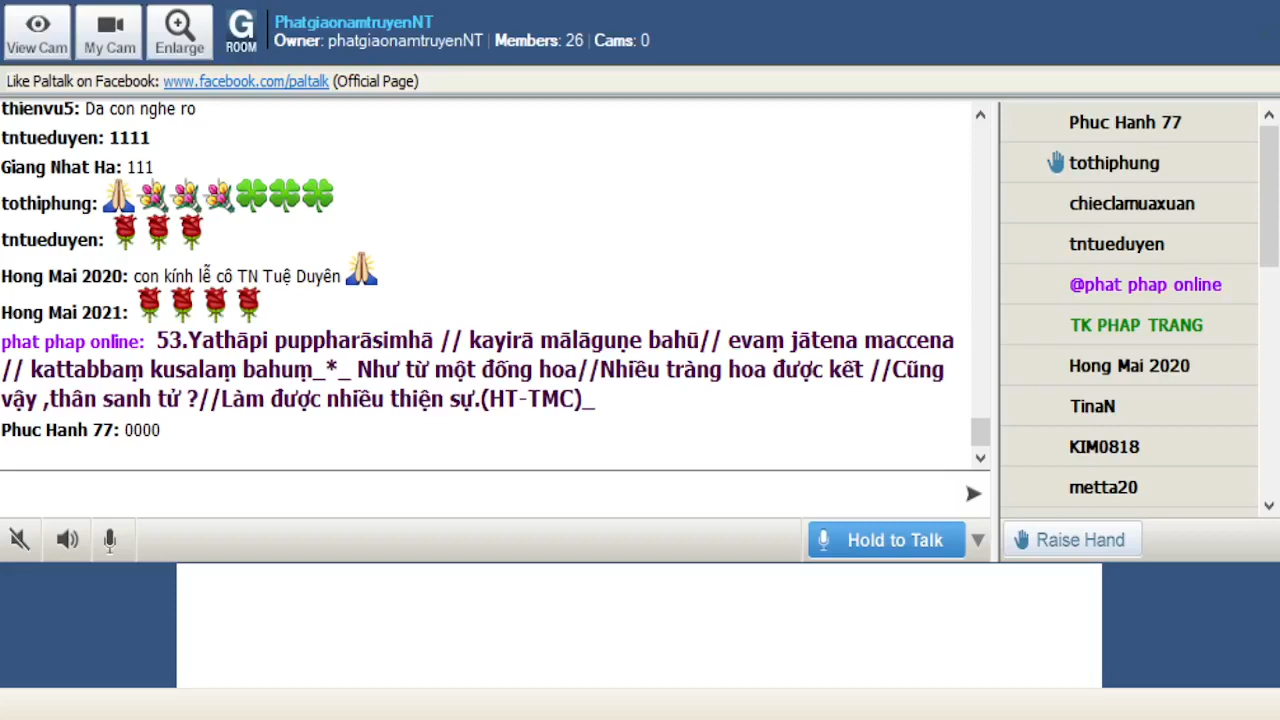 View Cam
My Cam
Enlarge
G
ROOM
PhatgiaonamtruyenNT
Owner: phatgiaonamtruyenNT | Members: 26 | Cams: 0
Like Paltalk on Facebook: www.facebook.com/paltalk (Official Page)
thienvu5: Da con nghe ro
tntueduyen: 1111
Giang Nhat Ha: 111
tothiphung:
tntueduyen:
Hong Mai 2020: con kính lễ cô TN Tuệ Duyên
Hong Mai 2021:
phat phap online: 53.Yathāpi puppharāsimhā // kayirā mālāguṇe bahū// evaṃ jātena maccena
// kattabbaṃ kusalaṃ bahuṃ_*_ Như từ một đống hoa//Nhiều tràng hoa được kết //Cũng
vậy ,thân sanh tử ?//Làm được nhiều thiện sự.(HT-TMC)_
Phuc Hanh 77: 0000
Phuc Hanh 77
tothiphung
chieclamuaxuan
tntueduyen
@phat phap online
TK PHAP TRANG
Hong Mai 2020
TinaN
KIM0818
metta20
Hold to Talk
Raise Hand